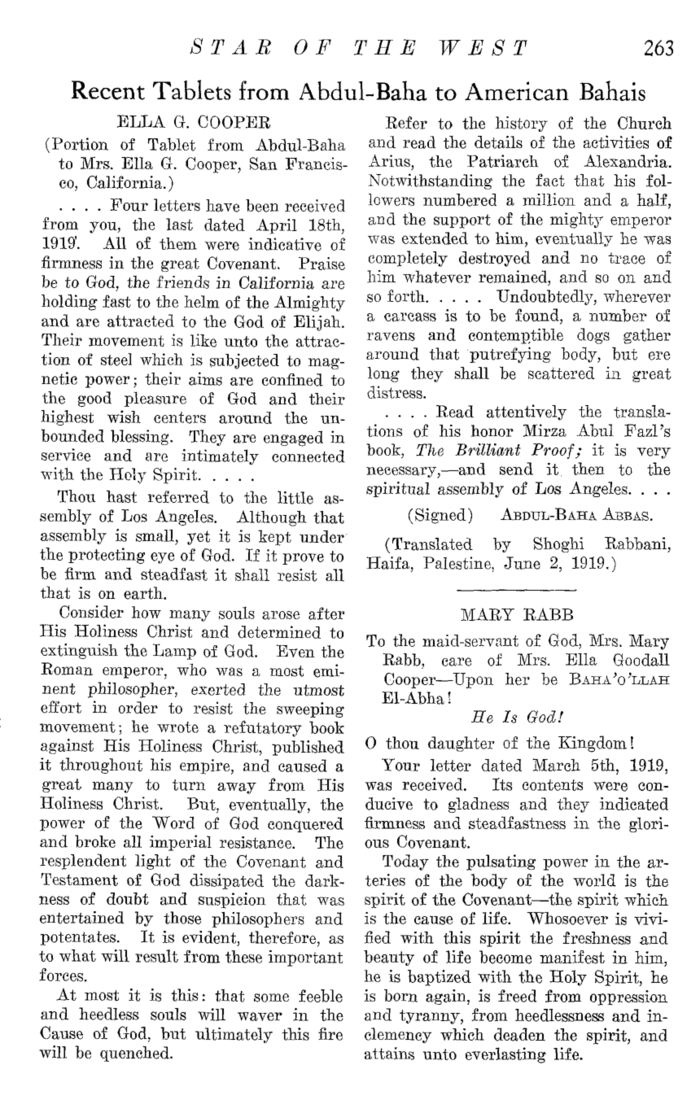 STAR OF THE WEST 263
Recent Tablets from Abdul-Baha to American Bahais
ELLA G. COOPER
(Portion of Tablet from Abdul-Baha
to Mrs. Ella G. Cooper, San Francis-
co, California.)
. . . . Four letters have been received
from you, the last dated April 18th,
1919. All of them were indicative of
firmness in the great Covenant. Praise
be to God, the friends in California are
holding fast to the helm of the Almighty
and are attracted to the God of Elijah.
Their movement is like unto the attrac-
tion of steel which is subjected to mag-
netic power; their aims are confined to
the good pleasure of God and their
highest wish centers around the un-
bounded blessing. They are engaged in
service and are intimately connected
with the Holy Spirit. . . . .
Thou hast referred to the little as-
sembly of Los Angeles. Although that
assembly is small, yet it is kept under
the protecting eye of God. If it prove to
be firm and steadfast it shall resist all
that is on earth.
Consider how many souls arose after
His Holiness Christ and determined to
extinguish the Lamp of God. Even the
Roman emperor, who was a most emi-
nent philosopher, exerted the utmost
effort in order to resist the sweeping
movement; he wrote a refutatory book
against His Holiness Christ, published
it throughout his empire, and caused a
great many to turn away from His
Holiness Christ. But, eventually, the
power of the Word of God conquered
and broke all imperial resistance. The
resplendent light of the Covenant and
Testament of God dissipated the dark-
ness of doubt and suspicion that was
entertained by those philosophers and
potentates. It is evident, therefore, as
to what will result from these important
forces.
At most it is this: that some feeble
and heedless souls will waver in the
Cause of God, but ultimately this fire
will be quenched.
Refer to the history of the Church
and read the details of the activities of
Arius, the Patriarch of Alexandria.
Notwithstanding the fact that his fol-
lowers numbered a million and a half,
and the support of the mighty emperor
was extended to him, eventually he was
completely destroyed and no trace of
him whatever remained, and so on and
so forth. . . . . Undoubtedly, wherever
a carcass is to be found, a number of
ravens and contemptible dogs gather
around that putrefying body, but ere
long they shall be scattered in great
distress.
. . . . Read attentively the transla-
tions of his honor Mirza Abul Fazl's
book, The Brilliant Proof; it is very
necessary,—and send it then to the
spiritual assembly of Los Angeles. . . .
(Signed) ABDUL-BAHA ABBAS.
(Translated by Shoghi Rabbani,
Haifa, Palestine, June 2, 1919.)
MARY RABB
To the maid-servant of God, Mrs. Mary
Rabb, care of Mrs. Ella Goodall
Cooper—Upon her be BAHA'O'LLAH
El-Abha!
He Is God!
O thou daughter of the Kingdom!
Your letter dated March 5th, 1919,
was received. Its contents were con-
ducive to gladness and they indicated
firmness and steadfastness in the glori-
ous Covenant.
Today the pulsating power in the ar-
teries of the body of the world is the
spirit of the Covenant—the spirit which
is the cause of life. Whosoever is vivi-
fied with this spirit the freshness and
beauty of life become manifest in him,
he is baptized with the Holy Spirit, he
is born again, is freed from oppression
and tyranny, from heedlessness and in-
clemency which deaden the spirit, and
attains unto everlasting life.